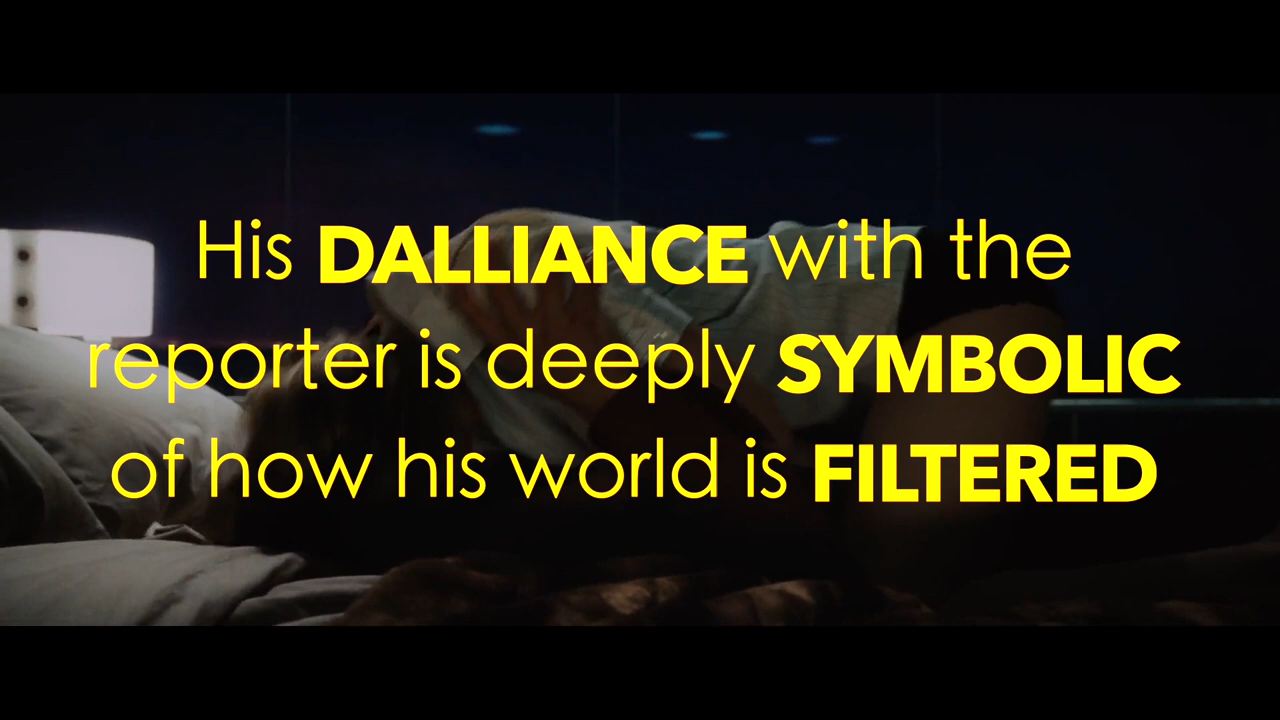 His DALLIANCE with the
reporter is deeply SYMBOLIC
of how his world is FILTERED